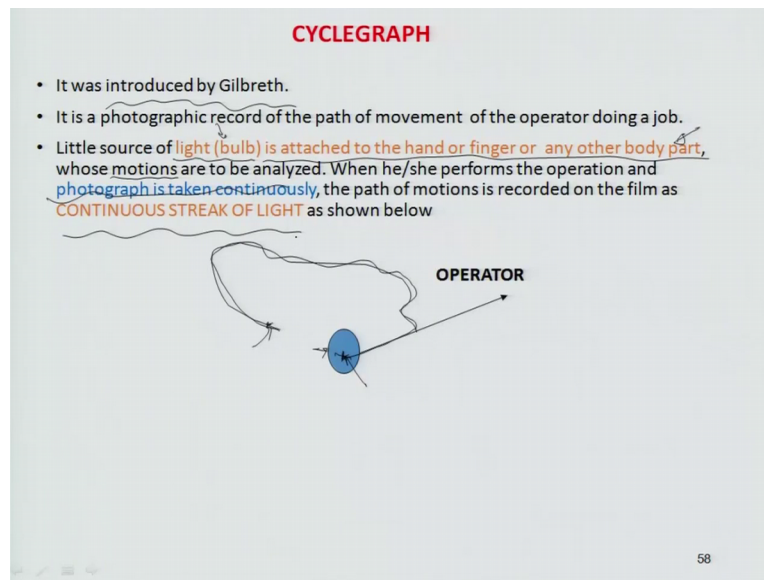 CYCLEGRAPH
• It was introduced by Gilbreth.
• It is a photographic record of the path of movement of the operator doing a job.
• Little source of light (bulb) is attached to the hand or finger or any other body part,
whose motions are to be analyzed. When he/she performs the operation and
photograph is taken continuously, the path of motions is recorded on the film as
CONTINUOUS STREAK OF LIGHT as shown below
OPERATOR
58